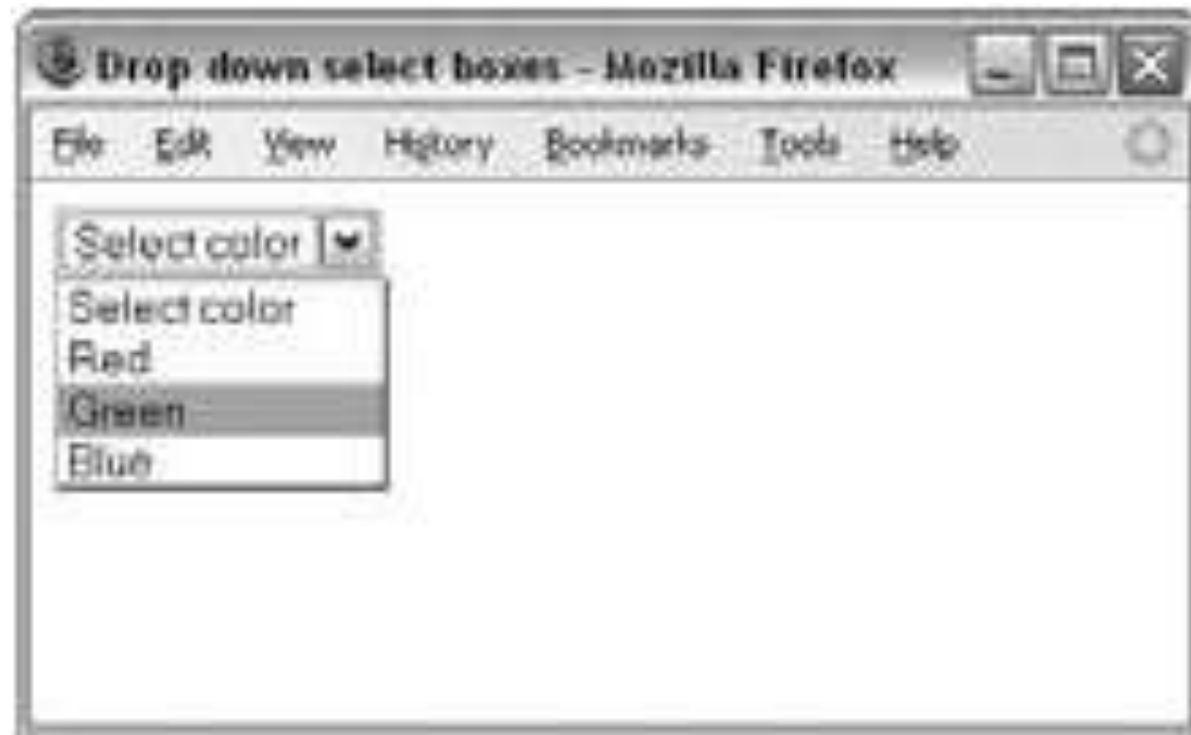 Drop down select boxes - Mozilla Firefox
File Edit View History Bookmarks Tools Help
Select color
Select color
Red
Green
Blue